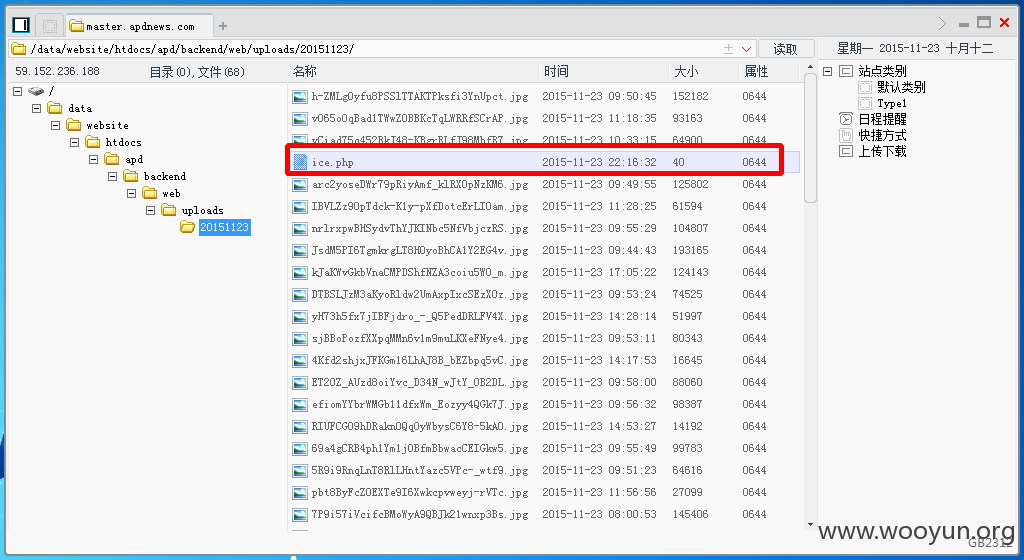 master.apdnews.com
/data/website/htdocs/apd/backend/web/uploads/20151123/
读取
星期一 2015-11-23 十月十二
59.152.236.188
目录(0),文件(68)
名称 时间 大小 属性
/
data
website
htdocs
apd
backend
web
uploads
20151123
h-ZMLgOyfu8PSSlTTAKTPksfi3YnUpct.jpg 2015-11-23 09:50:45 152182 0644
v065oOqBad1TWwZOBBKcTqLWRRfSCrAP.jpg 2015-11-23 11:18:35 93163 0644
2015-11-23 10:33:15 64900 0644
ice.php 2015-11-23 22:16:32 40 0644
arc2yoseDWr79pRiyAmf_klRXOpNzKM6.jpg 2015-11-23 09:49:55 125802 0644
IBVLZz9OpTdck-K1y-pXfDotcErLIOam.jpg 2015-11-23 11:28:25 61594 0644
nrlrxpwBHSydvThYJKINbc5NfVbjczRS.jpg 2015-11-23 09:55:29 104807 0644
JsdM5PI6TgmkrgLT8HOyoBhCA1Y2EG4v.jpg 2015-11-23 09:44:43 193165 0644
kJaKWvGkbVnaCMPDShfNZA3coiu5WO_m.jpg 2015-11-23 17:05:22 124143 0644
DTBSLJzM3aKyoRldw2UmAxpIxcSEzXOz.jpg 2015-11-23 09:53:24 74525 0644
yH73h5fx7jIBFjdro_-_Q5PedDRLFV4X.jpg 2015-11-23 14:28:14 51997 0644
sjBBoPozfXXpqMMn6v1m9muLKXeFNye4.jpg 2015-11-23 09:53:11 80343 0644
4Kfd2shjxJFKGm16LhAJ8B_bEZbpq5vC.jpg 2015-11-23 14:17:53 16645 0644
ET2OZ_AUzd8oiYvc_D34N_wJtY_OB2DL.jpg 2015-11-23 09:58:00 88060 0644
efiomYYbrWMGb11dfxWm_Eozyy4QGk7J.jpg 2015-11-23 09:56:32 98387 0644
RIUFCGO9hDRaknOQqOyWbysC6Y8-5kAO.jpg 2015-11-23 14:53:27 14192 0644
69a4gCRB4ph1Ym1jOBfmBbwacCEIGkw5.jpg 2015-11-23 09:55:49 99783 0644
5R9i9RnqLnT8RlLHntYazc5VPc-_wtf9.jpg 2015-11-23 09:51:23 64616 0644
pbt8ByFcZOEXTe9I6Xwkcpvweyj-rVTc.jpg 2015-11-23 11:56:56 27099 0644
7P9i57iVcifcBMoWyA9QBJk21wnxp3Bs.jpg 2015-11-23 08:00:53 145406 0644
站点类别
默认类别
Type1
日程提醒
快捷方式
上传下载
www.wooyun.org
GB2312